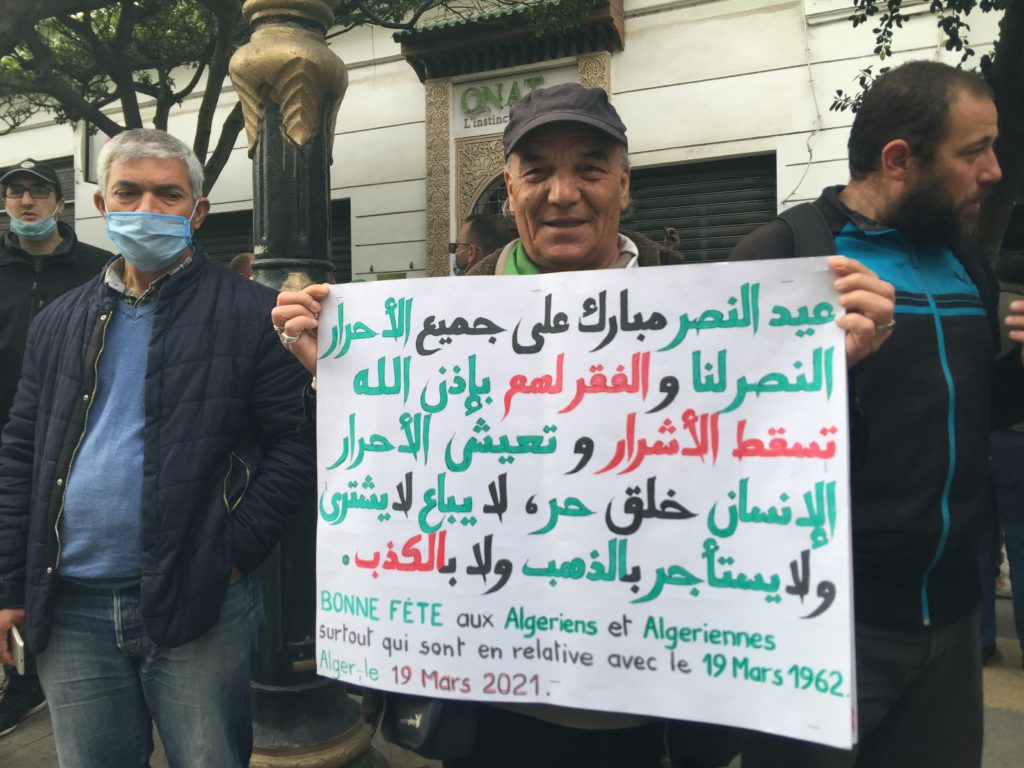 ONAT
L'instinc
عيد النصر مبارك على جميع الأحرار
النصر لنا و الفقر لهم بإذن الله
تسقط الأشرار و تعيش الأحرار
الإنسان خلق حر، لا يباع لا يشترى
ولا يستأجر بالذهب ولا بالكذب.
BONNE FÉTE aux Algeriens et Algeriennes
surtout qui sont en relative avec le 19 Mars 1962.
Alger, le 19 Mars 2021.